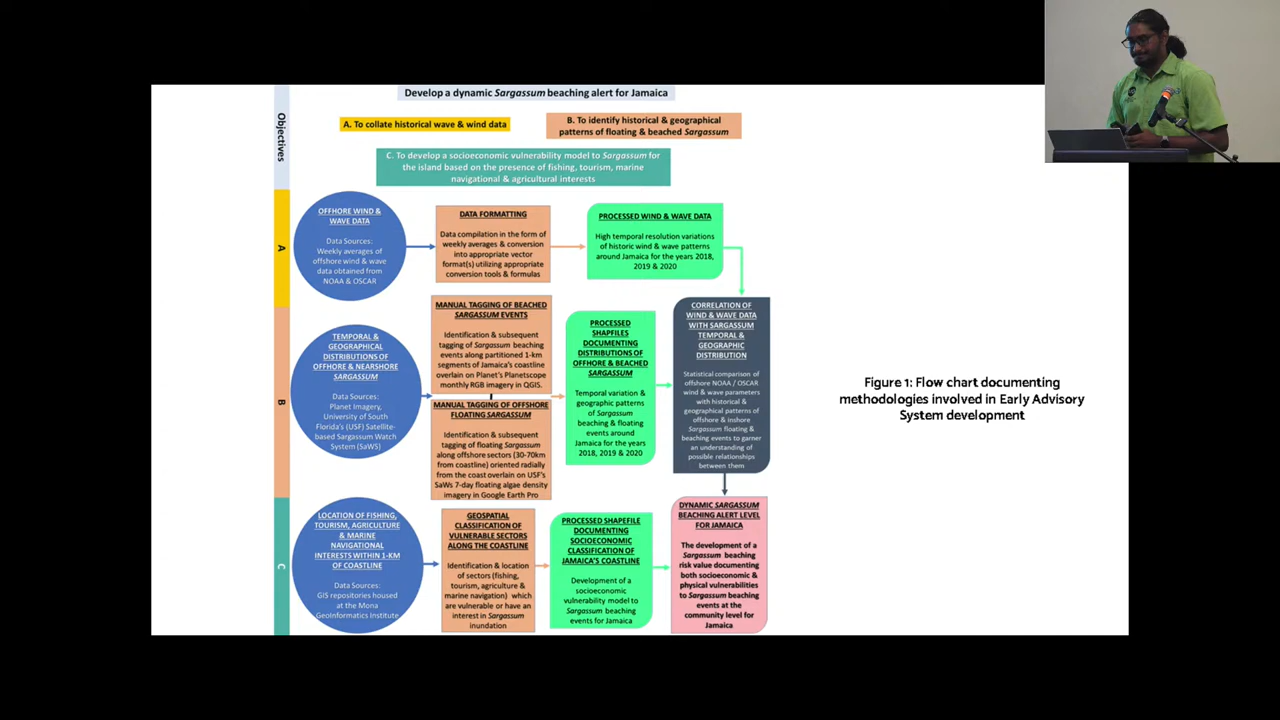 Develop a dynamic Sargassum beaching alert for Jamaica
Objectives
A. To collate historical wave & wind data
B. To identify historical & geographical
patterns of floating & beached Sargassum
C. To develop a socioeconomic vulnerability model to Sargassum for
the island based on the presence of fishing, tourism, marine
navigational & agricultural interests
A
OFFSHORE WIND &
WAVE DATA
Data Sources:
Weekly averages of
offshore wind & wave
data obtained from
NOAA & OSCAR
DATA FORMATTING
Data compilation in the form of
weekly averages & conversion
into appropriate vector
format(s) utilizing appropriate
conversion tools & formulas
PROCESSED WIND & WAVE DATA
High temporal resolution variations
of historic wind & wave patterns
around Jamaica for the years 2018,
2019 & 2020
B
TEMPORAL &
GEOGRAPHICAL
DISTRIBUTIONS OF
OFFSHORE & NEARSHORE
SARGASSUM
Data Sources:
Planet Imagery,
University of South
Florida's (USF) Satellite-
based Sargassum Watch
System (SaWS)
MANUAL TAGGING OF BEACHED
SARGASSUM EVENTS
Identification & subsequent
tagging of Sargassum beaching
events along partitioned 1-km
segments of Jamaica's coastline
overlain on Planet's Planetscope
monthly RGB imagery in QGIS.
MANUAL TAGGING OF OFFSHORE
FLOATING SARGASSUM
Identification & subsequent
tagging of floating Sargassum
along offshore sectors (30-70km
from coastline) oriented radially
from the coast overlain on USF's
SaWs 7-day floating algae density
imagery in Google Earth Pro
PROCESSED
SHAPFILES
DOCUMENTING
DISTRIBUTIONS OF
OFFSHORE & BEACHED
SARGASSUM
Temporal variation &
geographic patterns
of Sargassum
beaching & floating
events around
Jamaica for the years
2018, 2019 & 2020
CORRELATION OF
WIND & WAVE DATA
WITH SARGASSUM
TEMPORAL &
GEOGRAPHIC
DISTRIBUTION
Statistical comparison of
offshore NOAA / OSCAR
wind & wave parameters
with historical &
geographical patterns of
offshore & inshore
Sargassum floating &
beaching events to garner
an understanding of
possible relationships
between them
C
LOCATION OF FISHING,
TOURISM, AGRICULTURE
& MARINE
NAVIGATIONAL
INTERESTS WITHIN 1-KM
OF COASTLINE
Data Sources:
GIS repositories housed
at the Mona
GeoInformatics Institute
GEOSPATIAL
CLASSIFICATION OF
VULNERABLE SECTORS
ALONG THE COASTLINE
Identification & location
of sectors (fishing,
tourism, agriculture &
marine navigation) which
are vulnerable or have an
interest in Sargassum
inundation
PROCESSED SHAPEFILE
DOCUMENTING
SOCIOECONOMIC
CLASSIFICATION OF
JAMAICA'S COASTLINE
Development of a
socioeconomic
vulnerability model to
Sargassum beaching
events for Jamaica
DYNAMIC SARGASSUM
BEACHING ALERT LEVEL
FOR JAMAICA
The development of a
Sargassum beaching
risk value documenting
both socioeconomic &
physical vulnerabilities
to Sargassum beaching
events at the
community level for
Jamaica
Figure 1: Flow chart documenting
methodologies involved in Early Advisory
System development